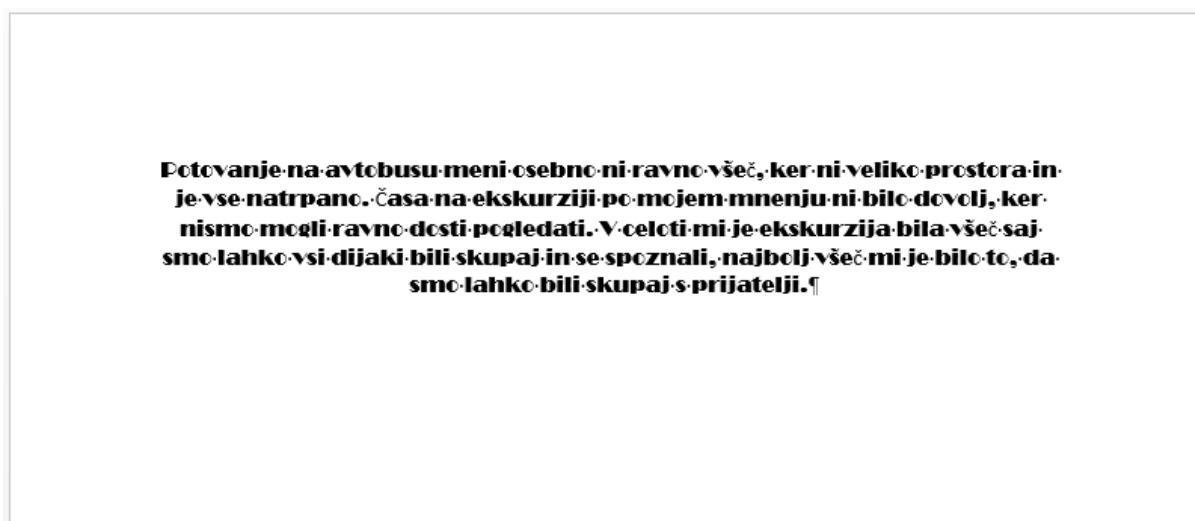 Potovanje na avtobusu meni osebno ni ravno všeč, ker ni veliko prostora in
je vse natrpano. Časa na ekskurziji po mojem mnenju ni bilo dovolj, ker
nismo mogli ravno dosti pogledati. V celoti mi je ekskurzija bila všeč saj
smo lahko vsi dijaki bili skupaj in se spoznali, najbolj všeč mi je bilo to, da
smo lahko bili skupaj s prijatelji.¶